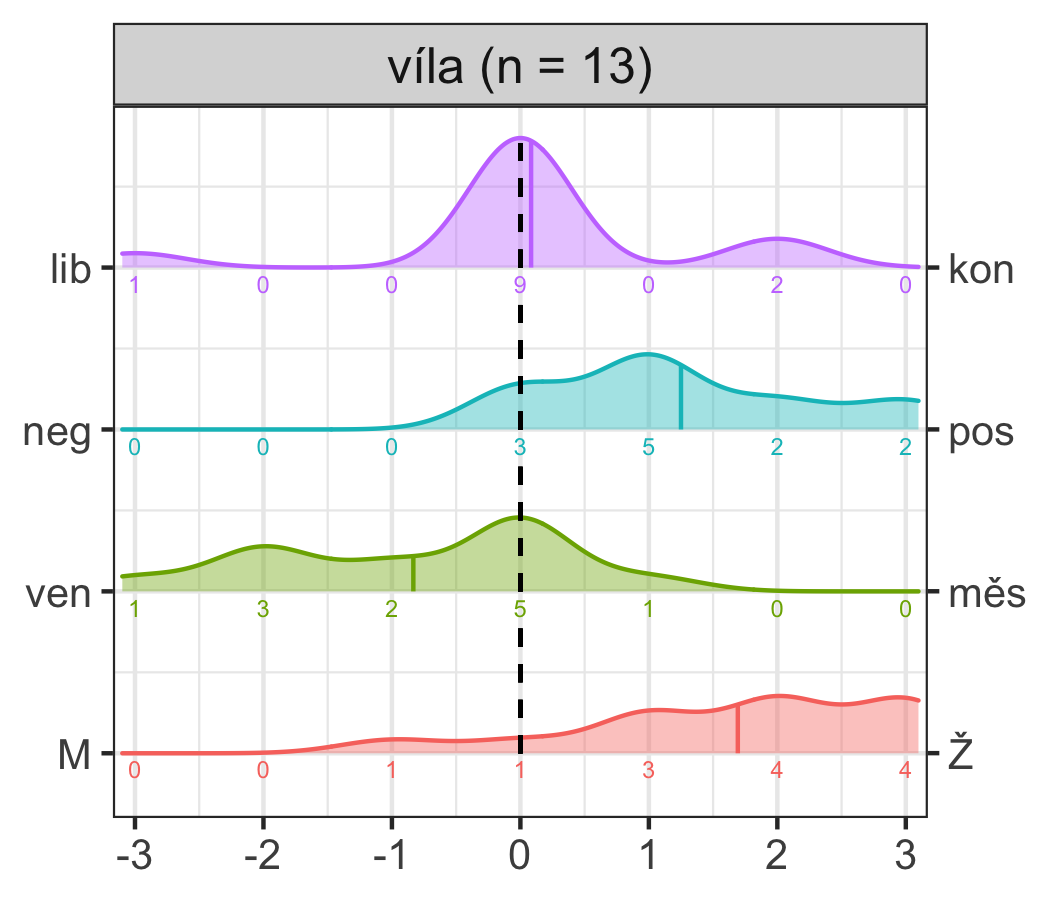 víla (n = 13)
lib kon
1 0 0 9 0 2 0
neg pos
0 0 0 3 5 2 2
ven měs
1 3 2 5 1 0 0
M Ž
0 0 1 1 3 4 4
-3 -2 -1 0 1 2 3